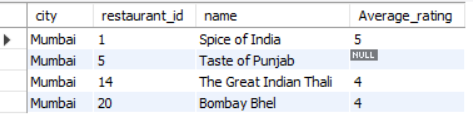 city restaurant_id name Average_rating
Mumbai 1 Spice of India 5
Mumbai 5 Taste of Punjab NULL
Mumbai 14 The Great Indian Thali 4
Mumbai 20 Bombay Bhel 4